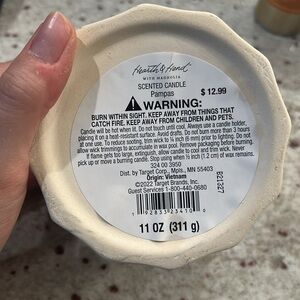 Hearth & Hand
WITH MAGNOLIA
SCENTED CANDLE
Pampas
$ 12.99
WARNING:
BURN WITHIN SIGHT. KEEP AWAY FROM THINGS THAT
CATCH FIRE. KEEP AWAY FROM CHILDREN AND PETS.
Candle will be hot when lit. Do not touch until cool. Always use a candle holder,
placing it on a heat-resistant surface. Avoid drafts. Do not burn more than 3 hours
at one use. To reduce sooting, trim wick to ¼ inch (6 mm) prior to each lighting and
allow wick trimmings to accumulate in wax pool. Remove packaging before burning.
If flame gets too large, extinguish, allow candle to cool and trim wick. Never
pick up or move a burning candle. Stop using when ½ inch (1.2 cm) of wax remains.
324 00 3950
Dist. by Target Corp., Mpls., MN 55403
Origin: Vietnam
©2022 Target Brands, Inc.
Guest Services 1-800-440-0680
11 OZ (311 g)